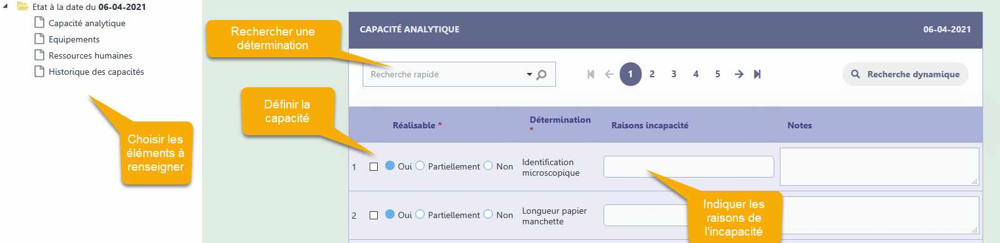 Etat à la date du 06-04-2021
Capacité analytique
Equipements
Ressources humaines
Historique des capacités
Choisir les
éléments à
renseigner
Rechercher une
détermination
CAPACITÉ ANALYTIQUE 06-04-2021
Recherche rapide
1 2 3 4 5
Recherche dynamique
Définir la
capacité
Réalisable * Détermination * Raisons incapacité Notes
1 Oui Partiellement Non Identification
microscopique
2 Oui Partiellement Non Longueur papier
manchette
Indiquer les
raisons de
l'incapacité